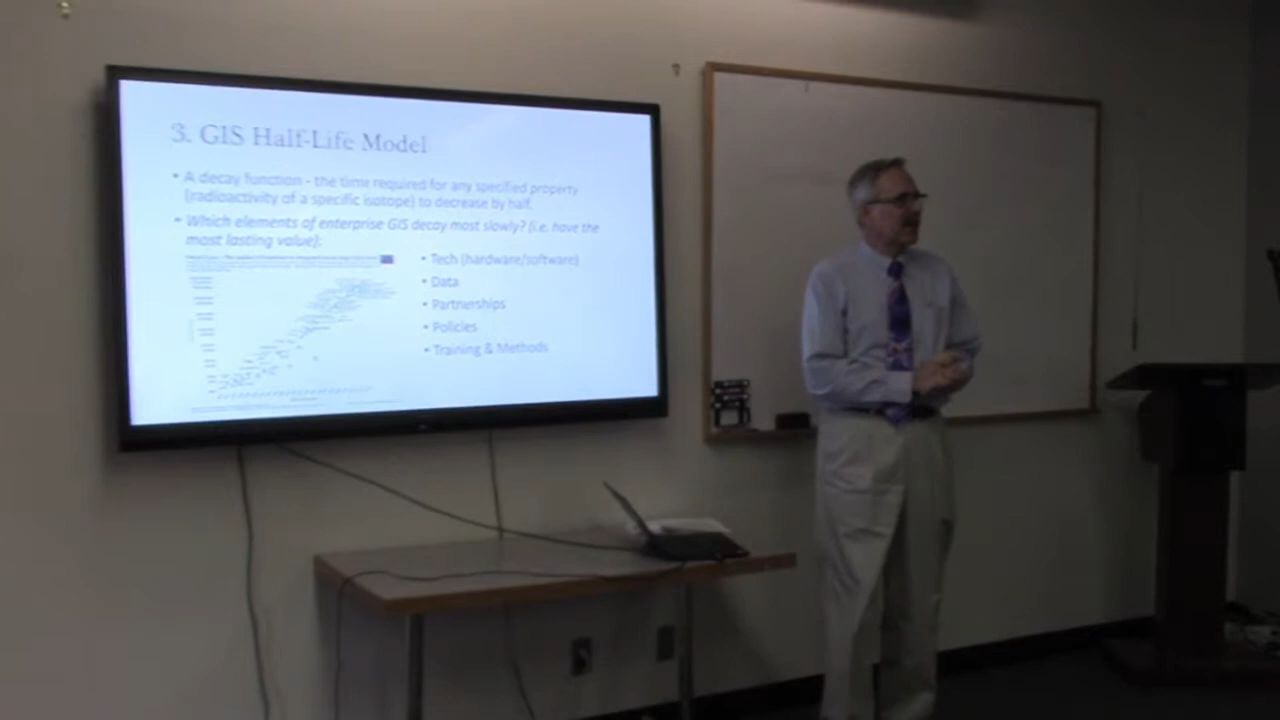 3. GIS Half-Life Model
• A decay function - the time required for any specified property
(radioactivity of a specific isotope) to decrease by half.
• Which elements of enterprise GIS decay most slowly? (i.e. have the
most lasting value):
• Tech (hardware/software)
• Data
• Partnerships
• Policies
• Training & Methods